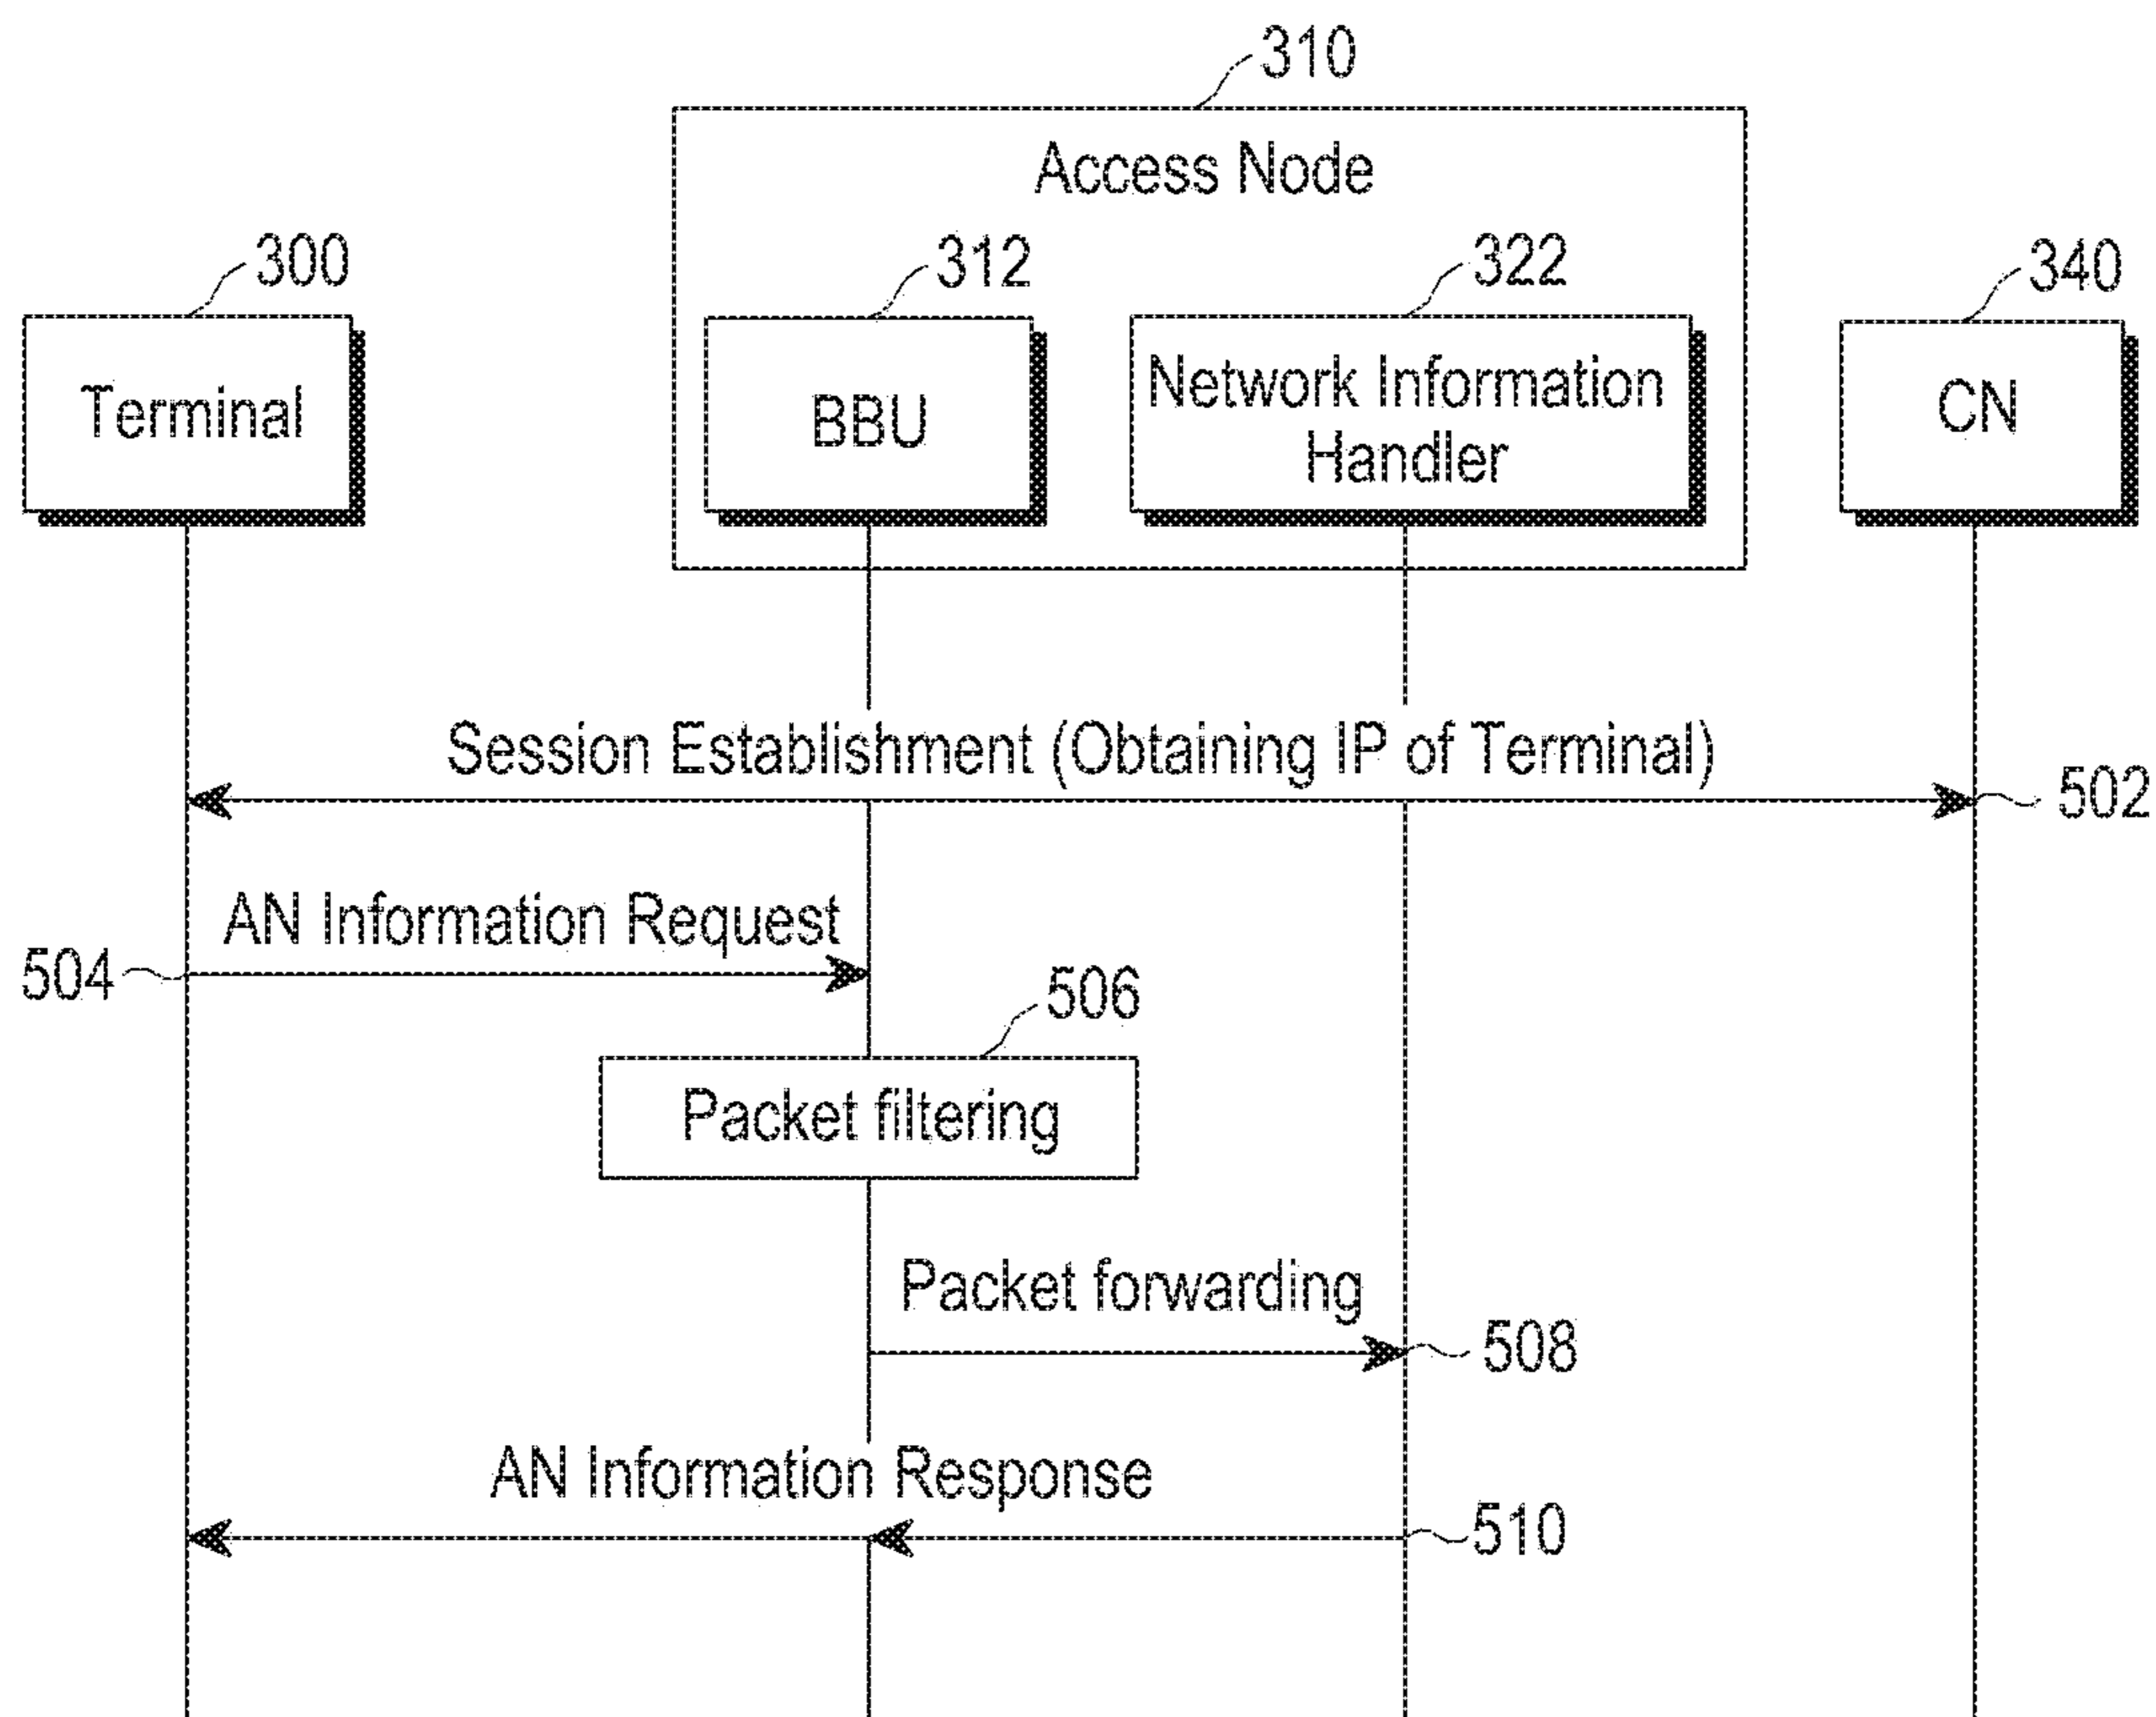 310
Access Node
300
312
322
340
Terminal
BBU
Network Information
Handler
CN
Session Establishment (Obtaining IP of Terminal)
502
AN Information Request
504
506
Packet filtering
Packet forwarding
508
AN Information Response
510